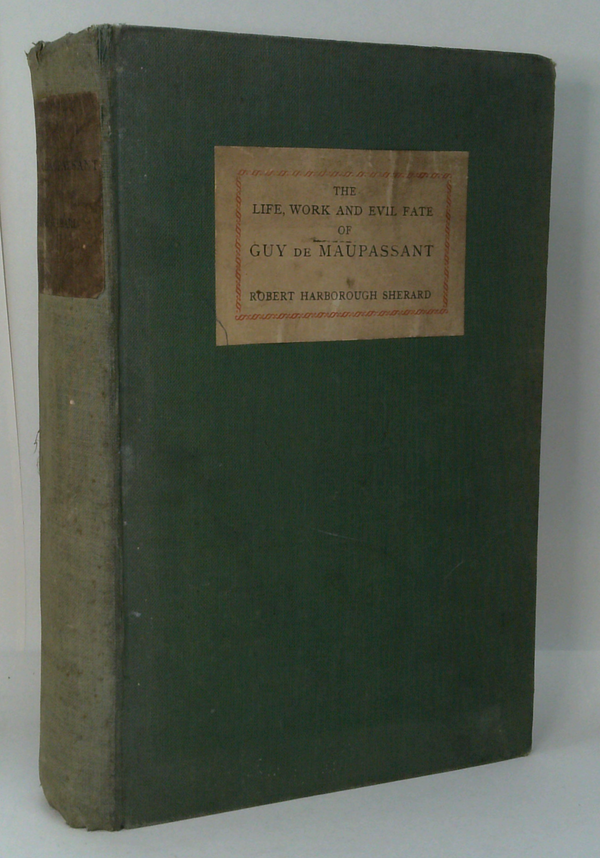 THE
LIFE, WORK AND EVIL FATE
OF
GUY DE MAUPASSANT
ROBERT HARBOROUGH SHERARD